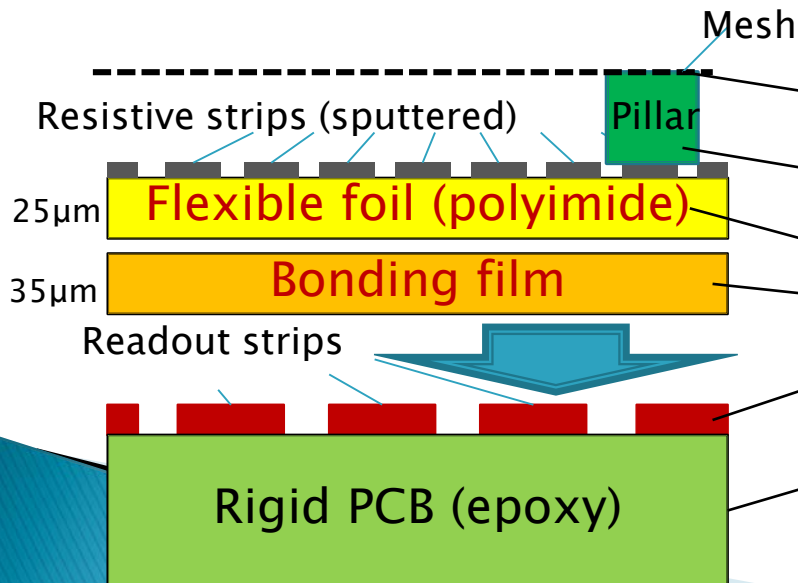 Mesh
Resistive strips (sputtered)
Pillar
25μm
Flexible foil (polyimide)
35μm
Bonding film
Readout strips
Rigid PCB (epoxy)